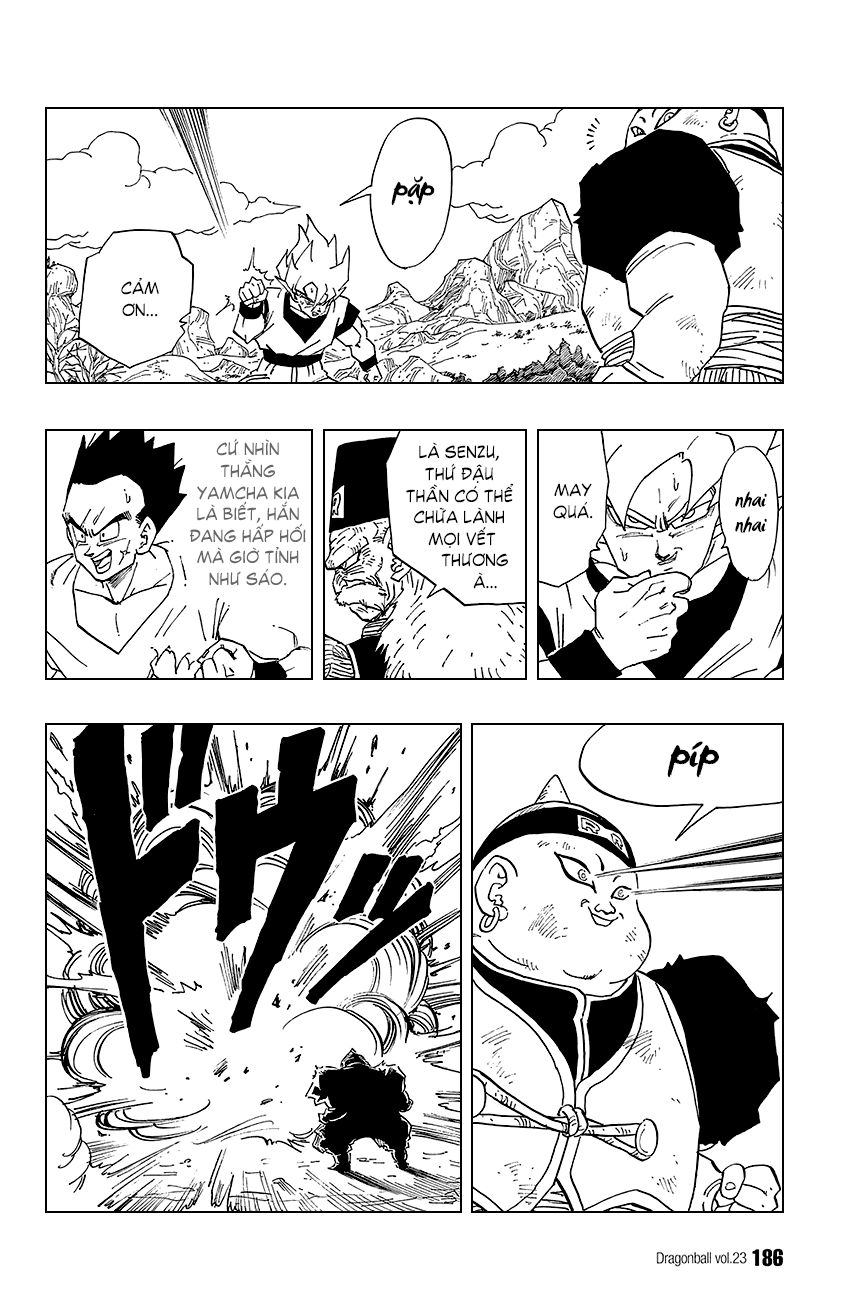 pặp
CẢM
ƠN...
nhai
nhai
MAY
QUÁ.
LÀ SENZU,
THỨ ĐẬU
THẦN CÓ THỂ
CHỮA LÀNH
MỌI VẾT
THƯƠNG
À...
CỨ NHÌN
THẲNG
YAMCHA KIA
LÀ BIẾT, HẮN
ĐANG HẤP HỐI
MÀ GIỜ TỈNH
NHƯ SÁO.
R R
píp
R R
ドウッ
Dragonball vol.23 186